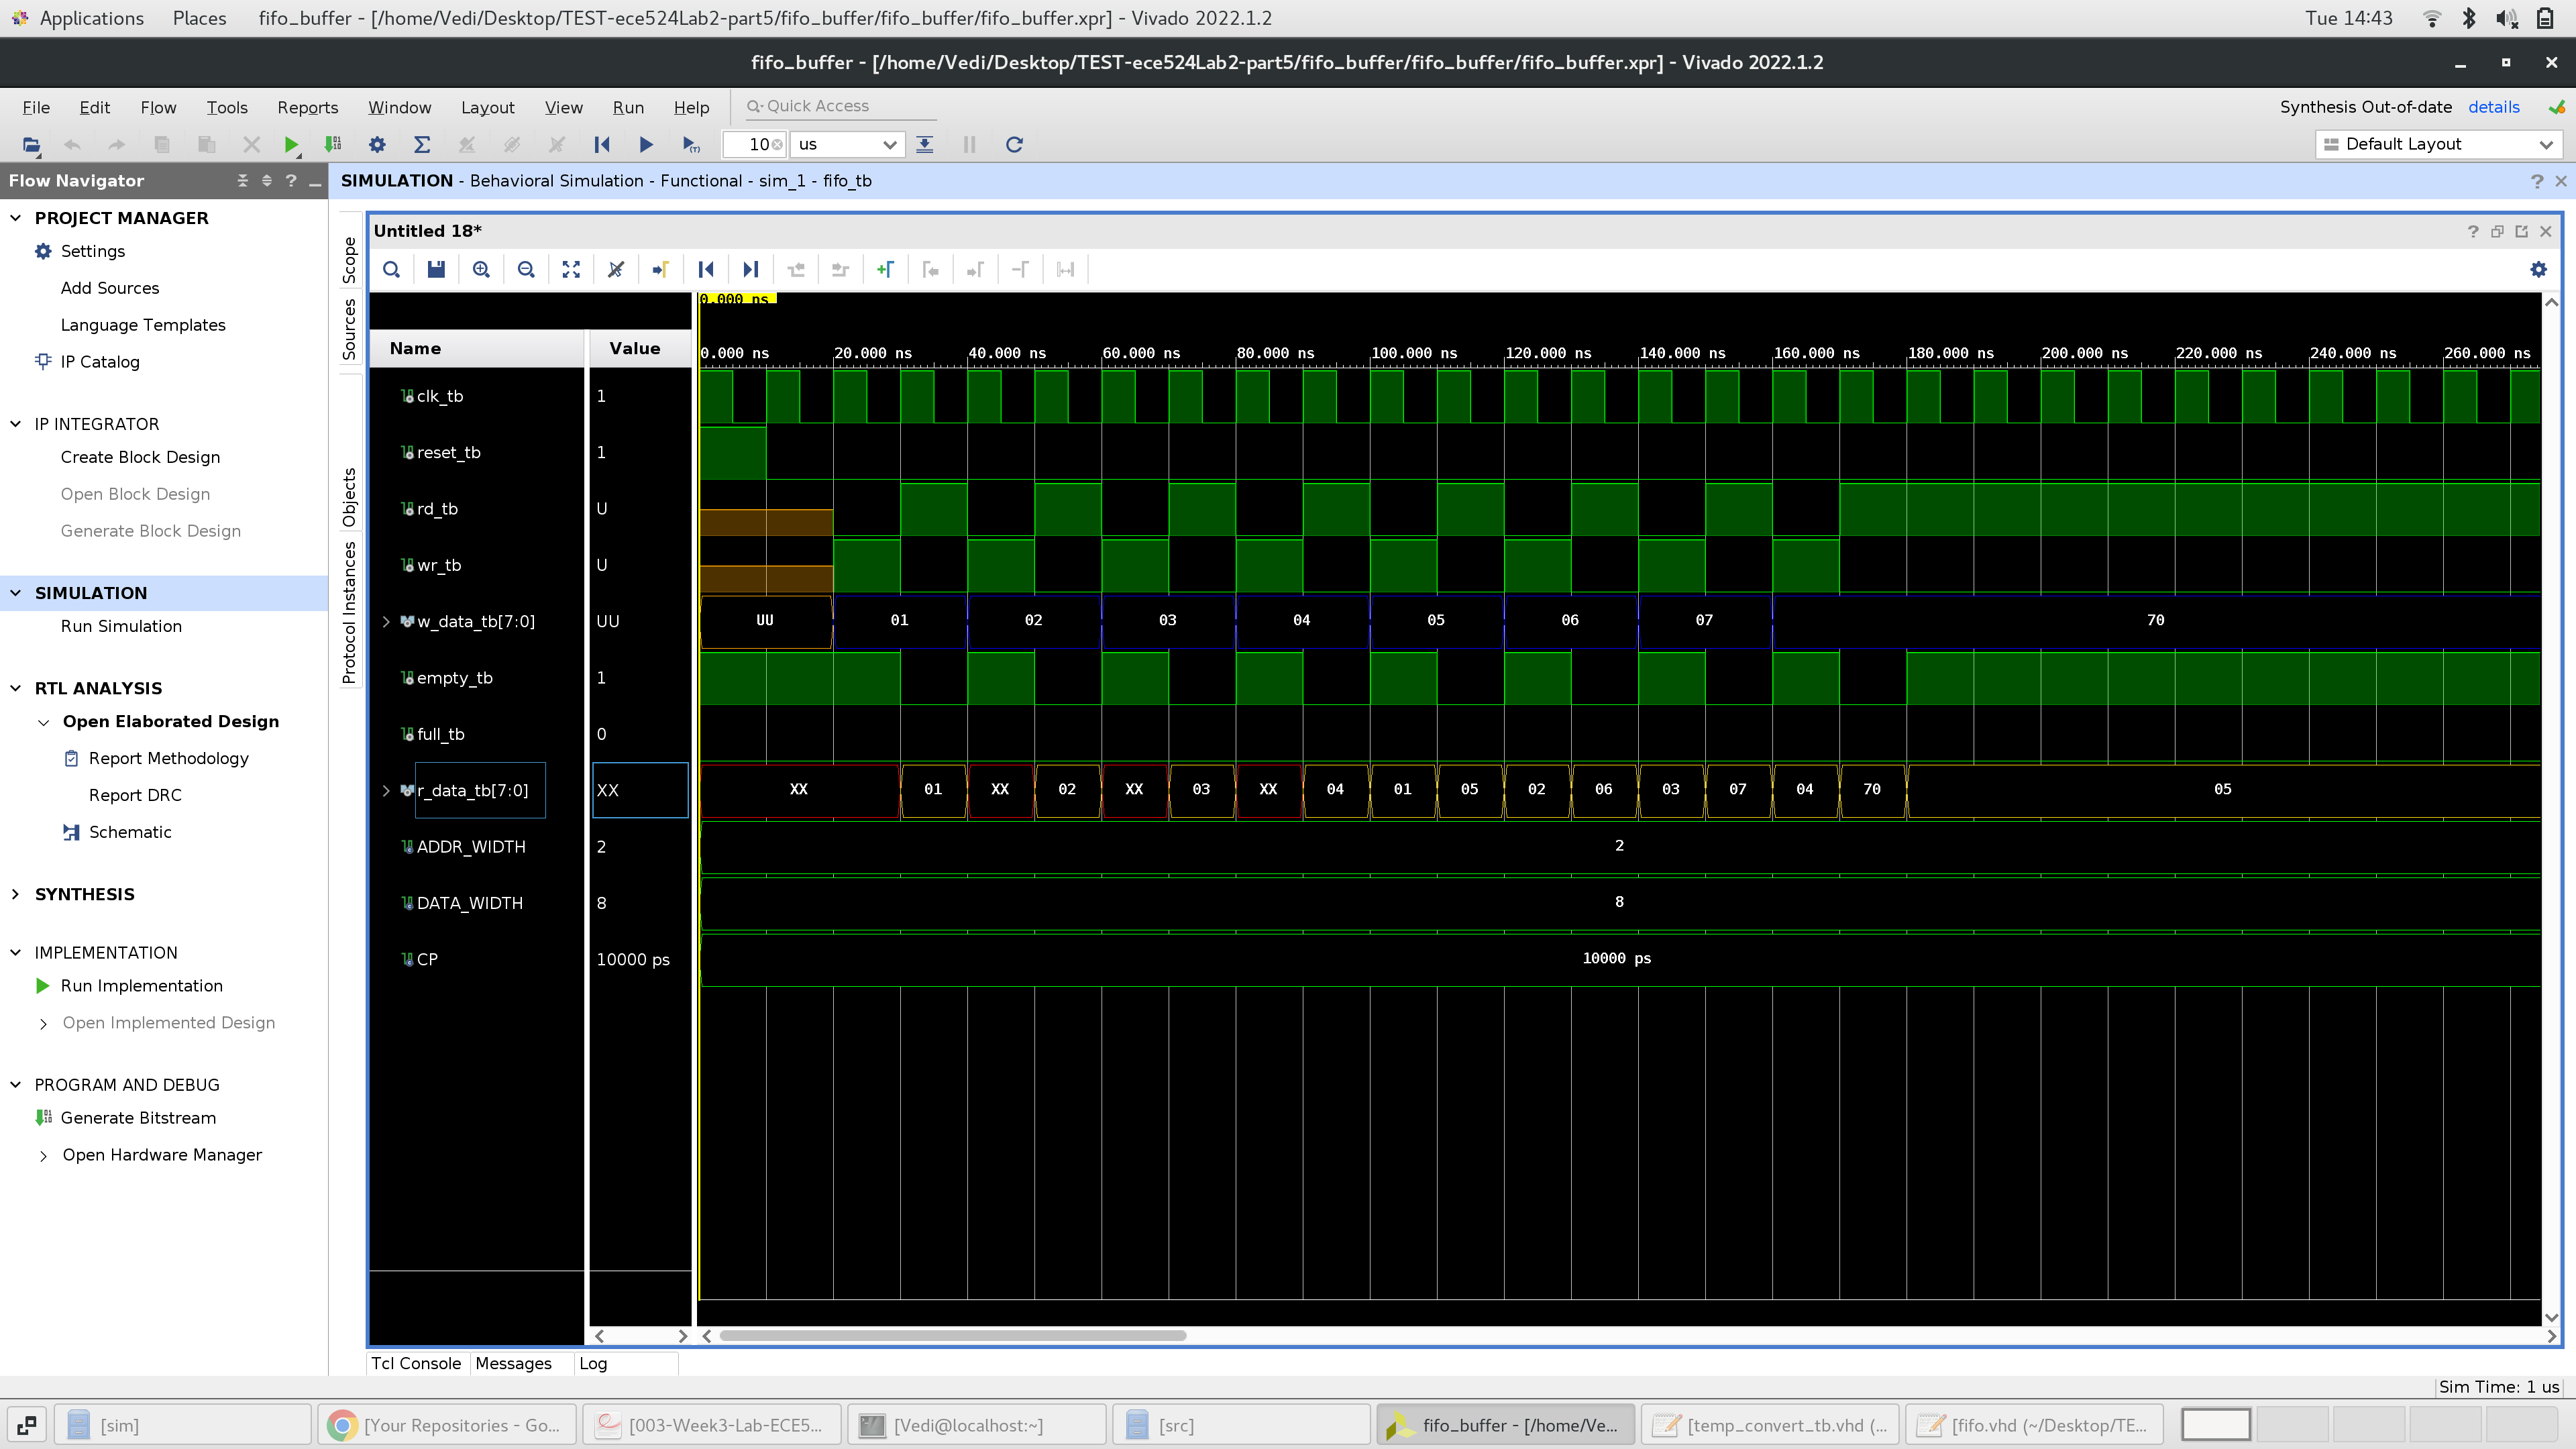 Applications Places fifo_buffer - [/home/Vedi/Desktop/TEST-ece524Lab2-part5/fifo_buffer/fifo_buffer/fifo_buffer.xpr] - Vivado 2022.1.2 Tue 14:43
fifo_buffer - [/home/Vedi/Desktop/TEST-ece524Lab2-part5/fifo_buffer/fifo_buffer/fifo_buffer.xpr] - Vivado 2022.1.2
File Edit Flow Tools Reports Window Layout View Run Help Quick Access Synthesis Out-of-date details
10 us Default Layout
Flow Navigator
SIMULATION - Behavioral Simulation - Functional - sim_1 - fifo_tb
PROJECT MANAGER
Settings
Add Sources
Language Templates
IP Catalog
IP INTEGRATOR
Create Block Design
Open Block Design
Generate Block Design
SIMULATION
Run Simulation
RTL ANALYSIS
Open Elaborated Design
Report Methodology
Report DRC
Schematic
SYNTHESIS
IMPLEMENTATION
Run Implementation
Open Implemented Design
PROGRAM AND DEBUG
Generate Bitstream
Open Hardware Manager
Scope
Sources
Objects
Protocol Instances
Untitled 18*
0.000 ns
Name Value 0.000 ns 20.000 ns 40.000 ns 60.000 ns 80.000 ns 100.000 ns 120.000 ns 140.000 ns 160.000 ns 180.000 ns 200.000 ns 220.000 ns 240.000 ns 260.000 ns
clk_tb 1
reset_tb 1
rd_tb U
wr_tb U
w_data_tb[7:0] UU UU 01 02 03 04 05 06 07 70
empty_tb 1
full_tb 0
r_data_tb[7:0] XX XX 01 XX 02 XX 03 XX 04 01 05 02 06 03 07 04 70 05
ADDR_WIDTH 2 2
DATA_WIDTH 8 8
CP 10000 ps 10000 ps
Tcl Console Messages Log
Sim Time: 1 us
[sim] [Your Repositories - Go... [003-Week3-Lab-ECE5... [Vedi@localhost:~] [src] fifo_buffer - [/home/Ve... [temp_convert_tb.vhd (... [fifo.vhd (~/Desktop/TE...